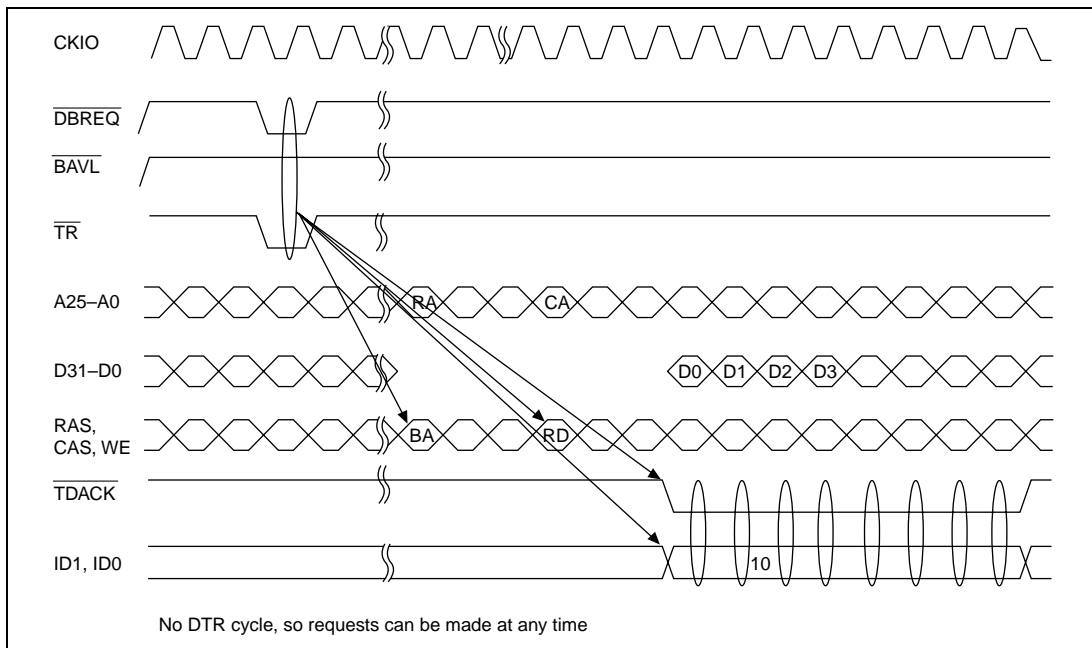 CKIO
DBREQ
BAVL
TR
A25–A0
RA
CA
D31–D0
D0
D1
D2
D3
RAS,
CAS, WE
BA
RD
TDACK
ID1, ID0
10
No DTR cycle, so requests can be made at any time